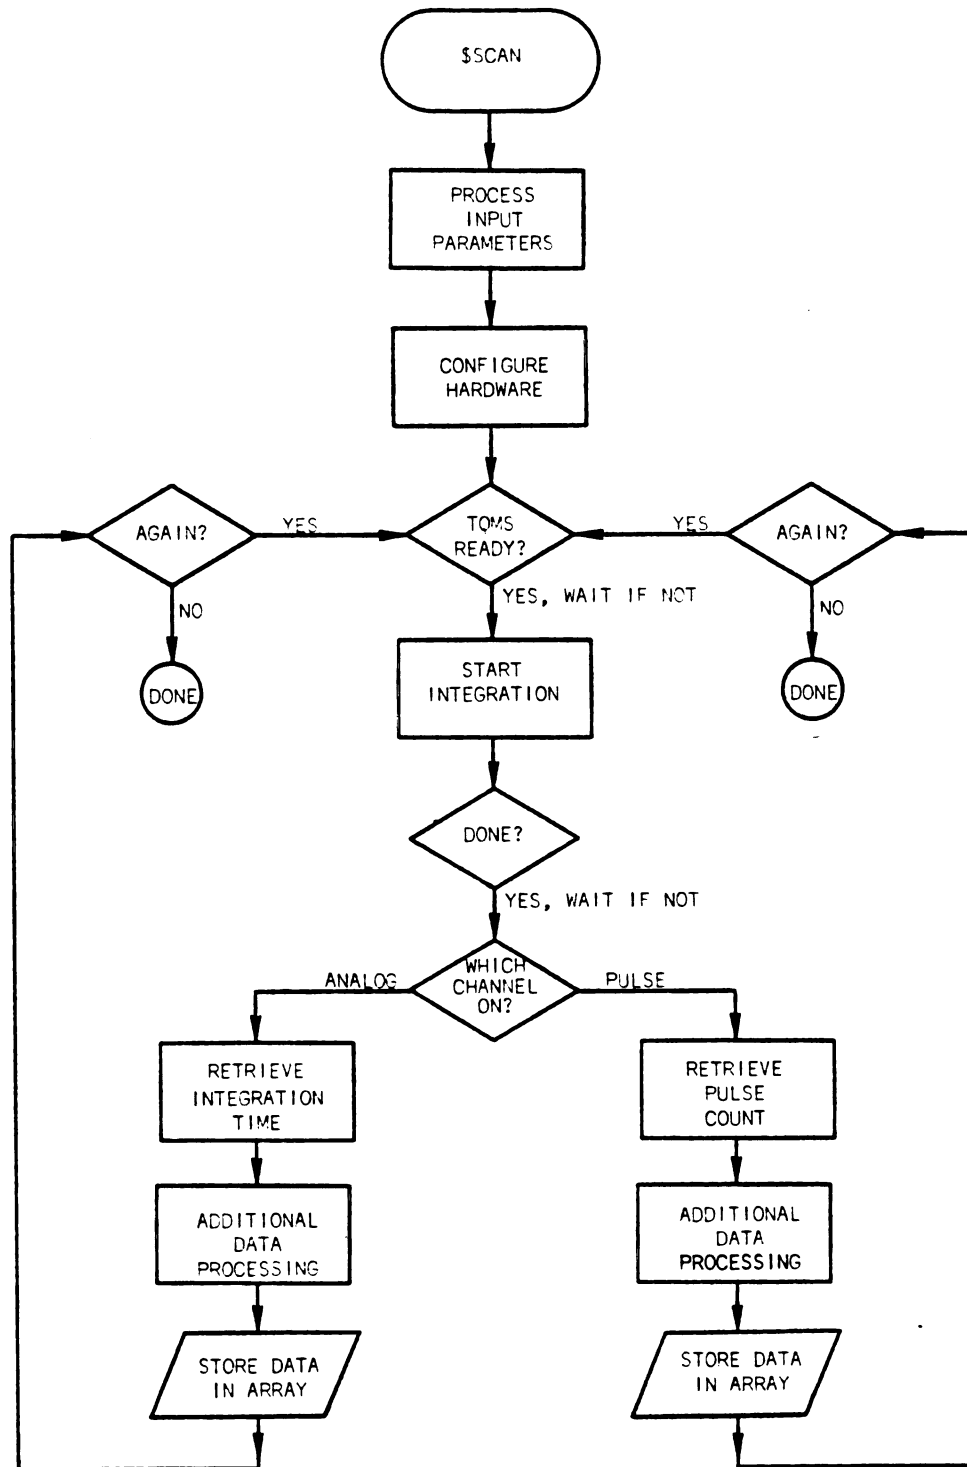 $SCAN
PROCESS
INPUT
PARAMETERS
CONFIGURE
HARDWARE
AGAIN?
YES
TQMS
READY?
YES
AGAIN?
NO
YES, WAIT IF NOT
NO
DONE
START
INTEGRATION
DONE
DONE?
YES, WAIT IF NOT
ANALOG
WHICH
CHANNEL
ON?
PULSE
RETRIEVE
INTEGRATION
TIME
RETRIEVE
PULSE
COUNT
ADDITIONAL
DATA
PROCESSING
ADDITIONAL
DATA
PROCESSING
STORE DATA
IN ARRAY
STORE DATA
IN ARRAY